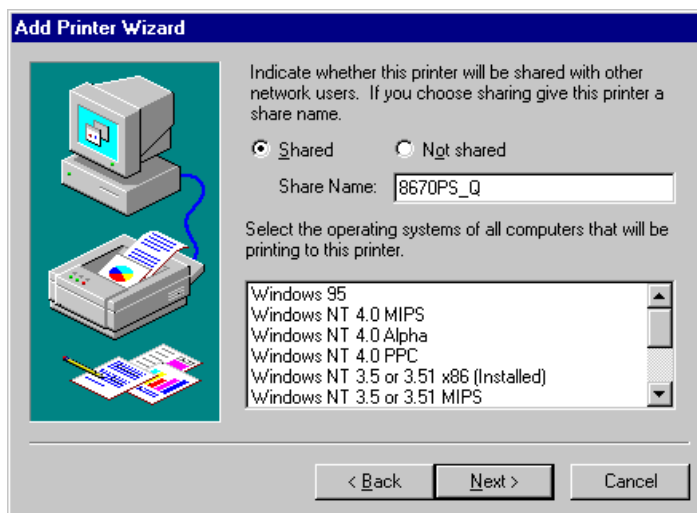 Add Printer Wizard
Indicate whether this printer will be shared with other
network users. If you choose sharing give this printer a
share name.
Shared Not shared
Share Name: 8670PS_Q
Select the operating systems of all computers that will be
printing to this printer.
Windows 95
Windows NT 4.0 MIPS
Windows NT 4.0 Alpha
Windows NT 4.0 PPC
Windows NT 3.5 or 3.51 x86 (Installed)
Windows NT 3.5 or 3.51 MIPS
< Back Next > Cancel